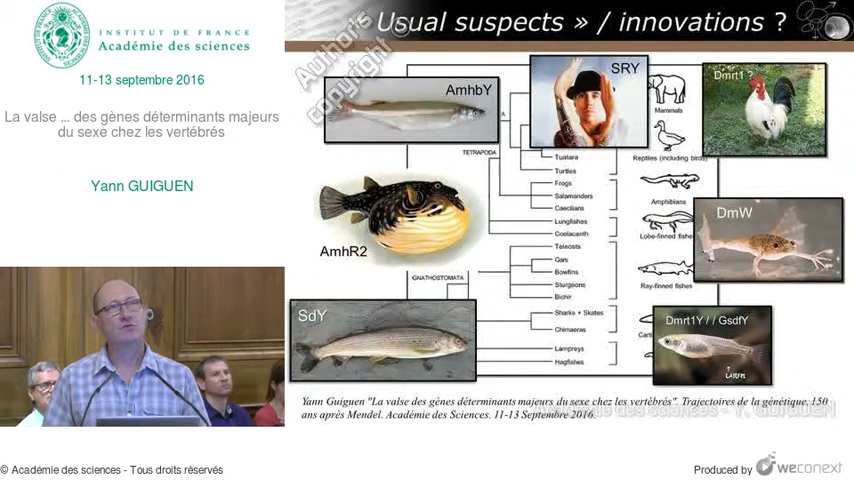 INSTITUT DE FRANCE
Académie des sciences
11-13 septembre 2016
La valse ... des gènes déterminants majeurs
du sexe chez les vertébrés
Yann GUIGUEN
« Usual suspects » / innovations ?
Author's
copyright
AmhbY
SRY
Dmrt1 ?
Mammals
TETRAPODA
Tuatara
Turtles
Reptiles (including birds)
Frogs
Salamanders
Caecilians
Amphibians
DmW
Lungfishes
Coelacanth
Lobe-finned fishes
AmhR2
Teleosts
Gars
Bowfins
Sturgeons
Bichir
Ray-finned fishes
GNATHOSTOMATA
SdY
Sharks + Skates
Chimaeras
Dmrt1Y / / GsdfY
Lampreys
Hagfishes
Yann Guiguen "La valse des gènes déterminants majeurs du sexe chez les vertébrés". Trajectoires de la génétique, 150
ans après Mendel. Académie des Sciences. 11-13 Septembre 2016.
Académie des sciences - Y. GUIGUEN
© Académie des sciences - Tous droits réservés
Produced by weconext